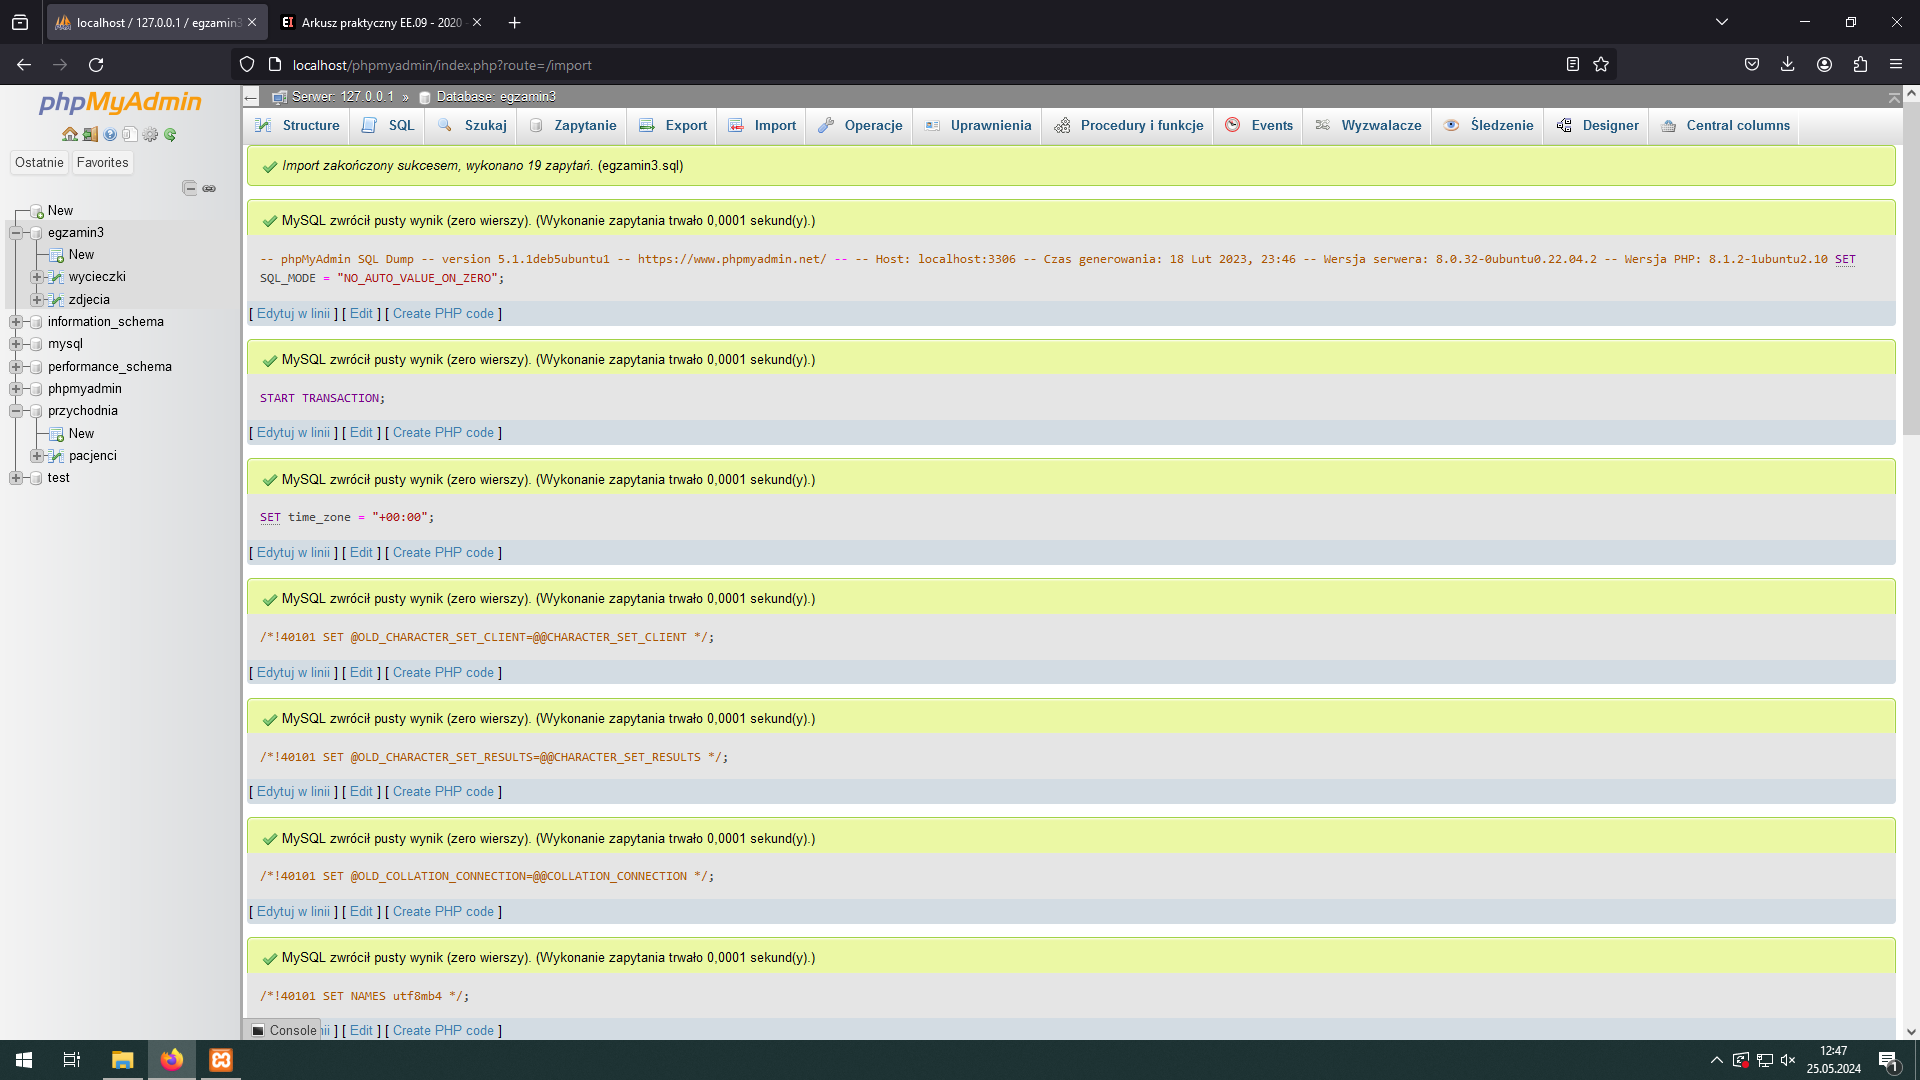 localhost / 127.0.0.1 / egzamin3
Arkusz praktyczny EE.09 - 2020
localhost/phpmyadmin/index.php?route=/import
phpMyAdmin
Ostatnie
Favorites
New
egzamin3
New
wycieczki
zdjecia
information_schema
mysql
performance_schema
phpmyadmin
przychodnia
New
pacjenci
test
Serwer: 127.0.0.1 » Database: egzamin3
Structure SQL Szukaj Zapytanie Export Import Operacje Uprawnienia Procedury i funkcje Events Wyzwalacze Śledzenie Designer Central columns
Import zakończony sukcesem, wykonano 19 zapytań. (egzamin3.sql)
MySQL zwrócił pusty wynik (zero wierszy). (Wykonanie zapytania trwało 0,0001 sekund(y).)
-- phpMyAdmin SQL Dump -- version 5.1.1deb5ubuntu1 -- https://www.phpmyadmin.net/ -- -- Host: localhost:3306 -- Czas generowania: 18 Lut 2023, 23:46 -- Wersja serwera: 8.0.32-0ubuntu0.22.04.2 -- Wersja PHP: 8.1.2-1ubuntu2.10 SET
SQL_MODE = "NO_AUTO_VALUE_ON_ZERO";
[ Edytuj w linii ] [ Edit ] [ Create PHP code ]
MySQL zwrócił pusty wynik (zero wierszy). (Wykonanie zapytania trwało 0,0001 sekund(y).)
START TRANSACTION;
[ Edytuj w linii ] [ Edit ] [ Create PHP code ]
MySQL zwrócił pusty wynik (zero wierszy). (Wykonanie zapytania trwało 0,0001 sekund(y).)
SET time_zone = "+00:00";
[ Edytuj w linii ] [ Edit ] [ Create PHP code ]
MySQL zwrócił pusty wynik (zero wierszy). (Wykonanie zapytania trwało 0,0001 sekund(y).)
/*!40101 SET @OLD_CHARACTER_SET_CLIENT=@@CHARACTER_SET_CLIENT */;
[ Edytuj w linii ] [ Edit ] [ Create PHP code ]
MySQL zwrócił pusty wynik (zero wierszy). (Wykonanie zapytania trwało 0,0001 sekund(y).)
/*!40101 SET @OLD_CHARACTER_SET_RESULTS=@@CHARACTER_SET_RESULTS */;
[ Edytuj w linii ] [ Edit ] [ Create PHP code ]
MySQL zwrócił pusty wynik (zero wierszy). (Wykonanie zapytania trwało 0,0001 sekund(y).)
/*!40101 SET @OLD_COLLATION_CONNECTION=@@COLLATION_CONNECTION */;
[ Edytuj w linii ] [ Edit ] [ Create PHP code ]
MySQL zwrócił pusty wynik (zero wierszy). (Wykonanie zapytania trwało 0,0001 sekund(y).)
/*!40101 SET NAMES utf8mb4 */;
Console nii ] [ Edit ] [ Create PHP code ]
12:47
25.05.2024
1